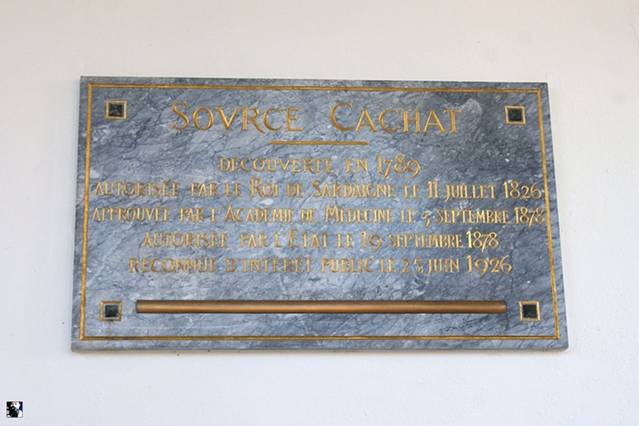 SOVRCE CACHAT
DECOUVERTE EN 1789
AUTORISEE PAR LE ROI DE SARDAIGNE LE 11 JUILLET 1826
APPROUVEE PAR L'ACADEMIE DE MEDECINE LE 3 SEPTEMBRE 1878
AUTORISEE PAR L'ETAT LE 19 SEPTEMBRE 1878
RECONNUE D'INTERET PUBLIC LE 25 JUIN 1926